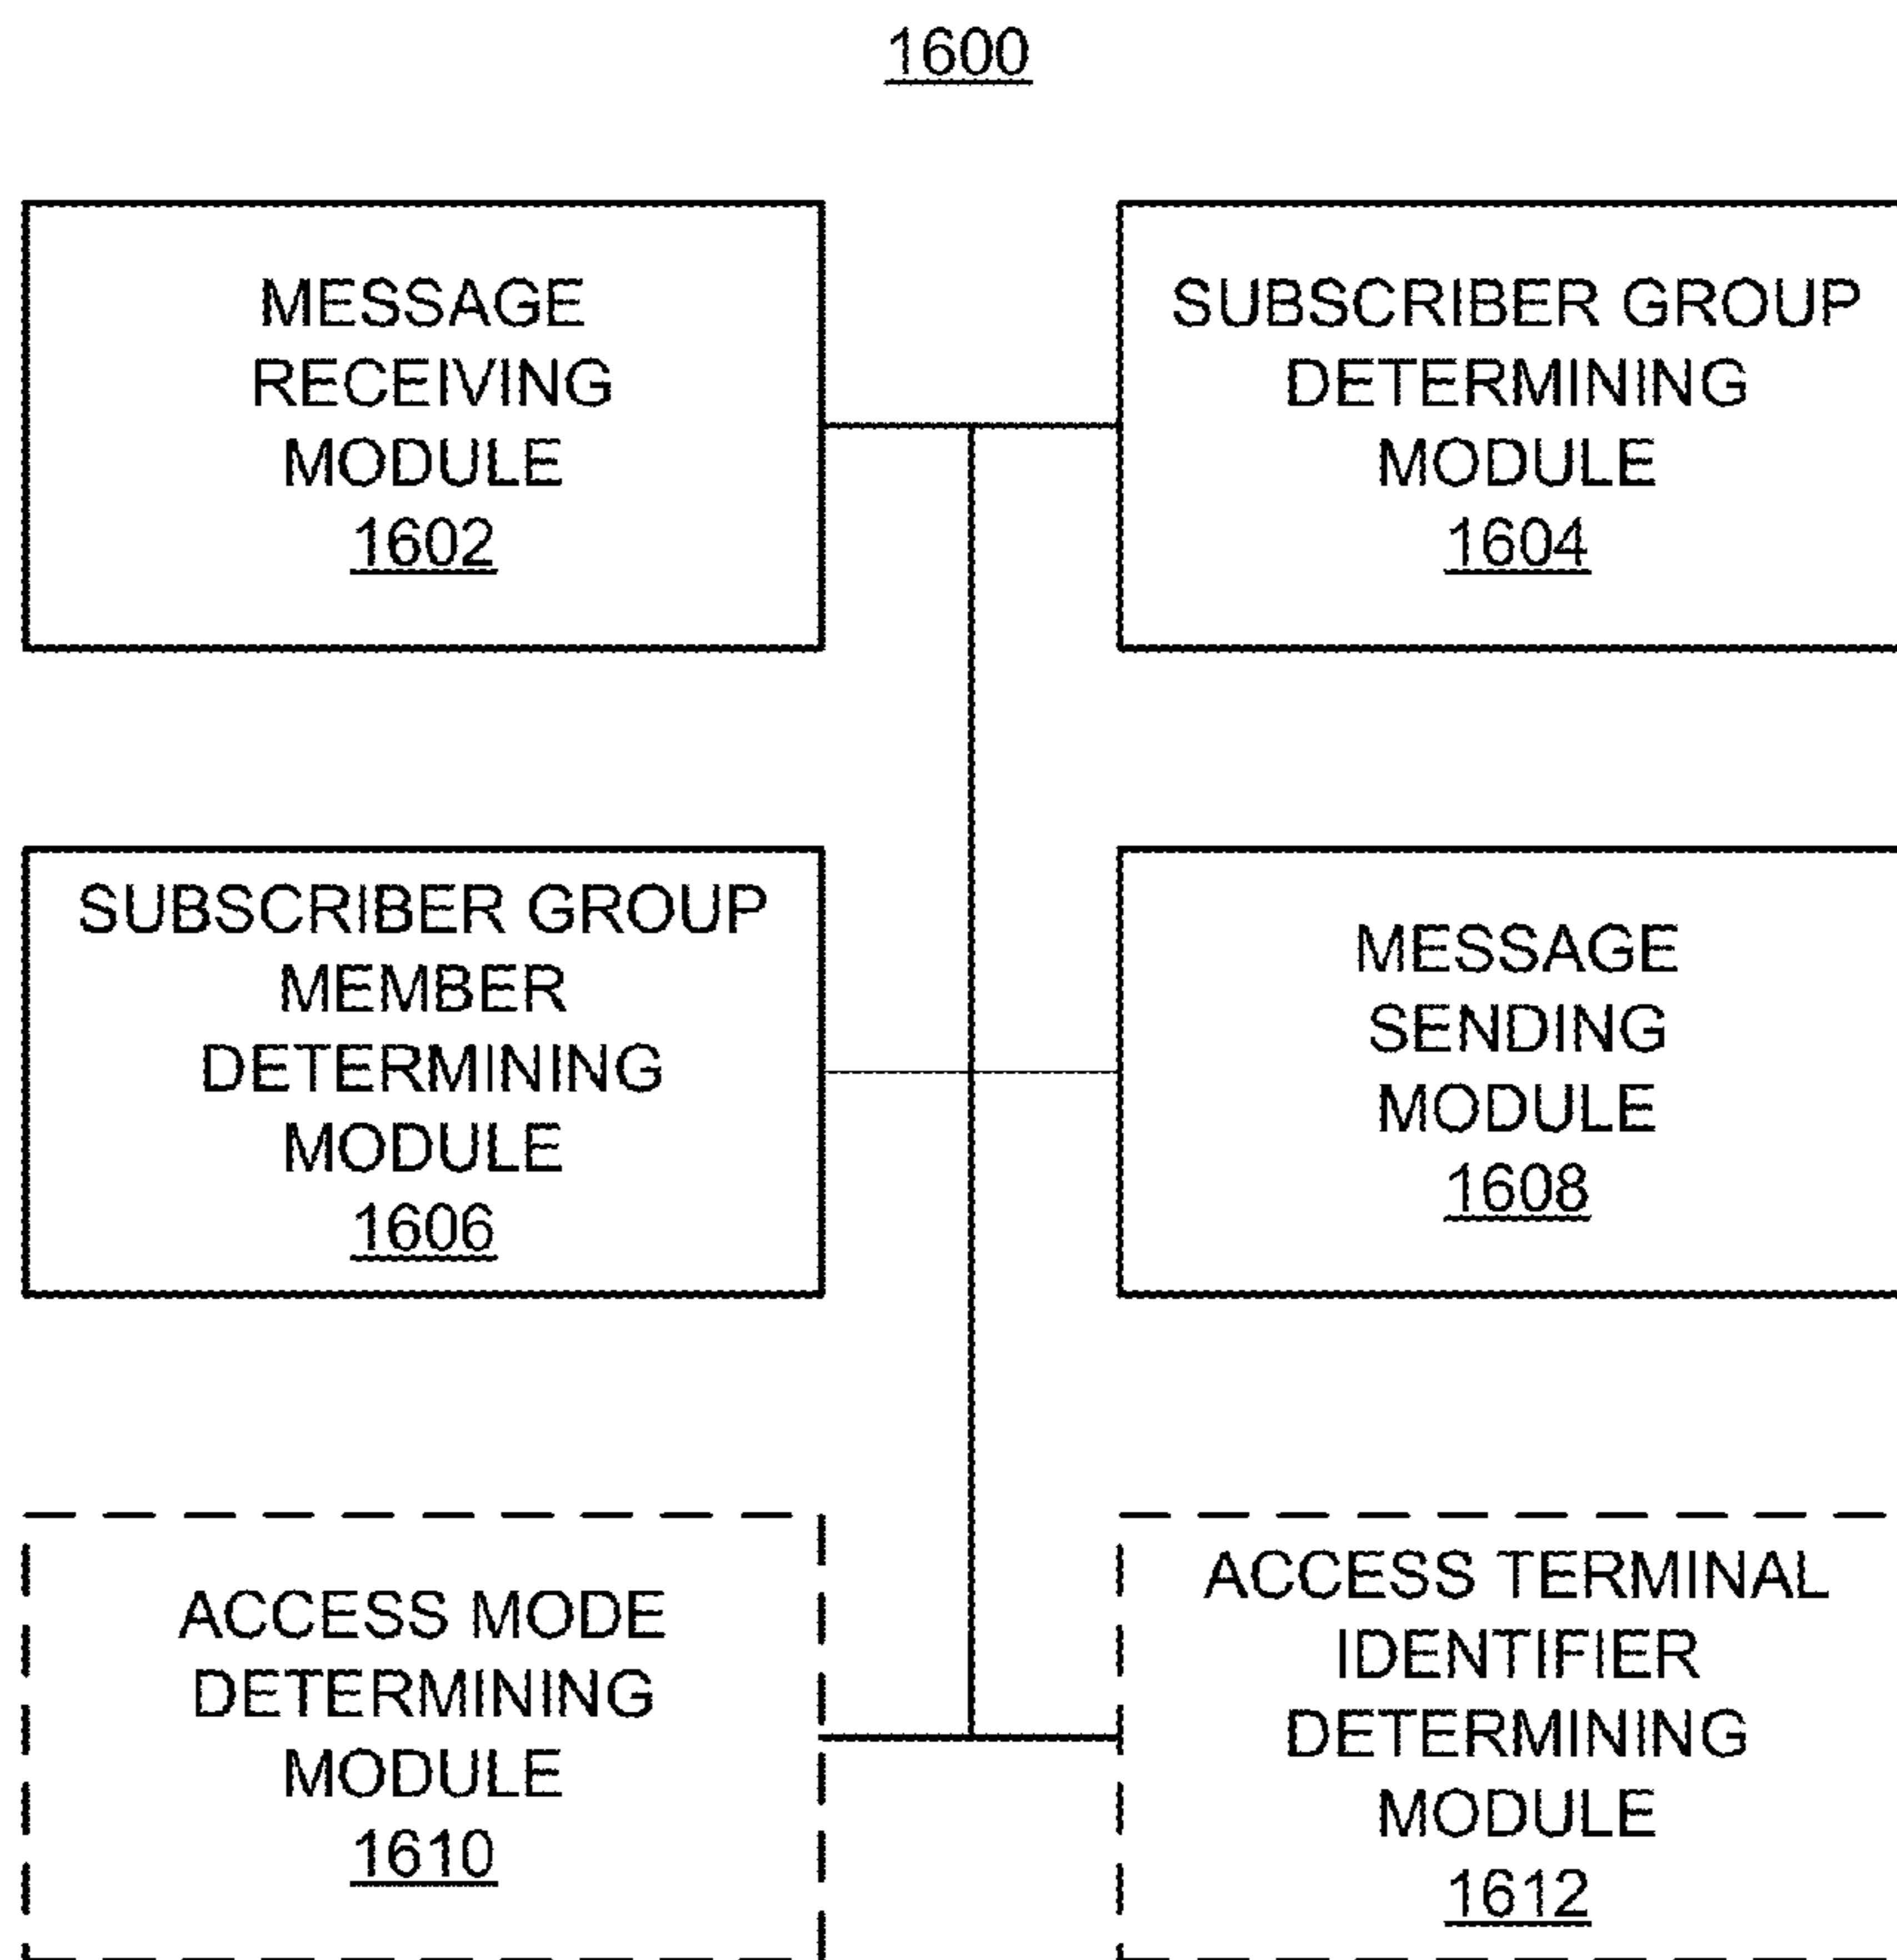 1600
MESSAGE
RECEIVING
MODULE
1602
SUBSCRIBER GROUP
DETERMINING
MODULE
1604
SUBSCRIBER GROUP
MEMBER
DETERMINING
MODULE
1606
MESSAGE
SENDING
MODULE
1608
ACCESS MODE
DETERMINING
MODULE
1610
ACCESS TERMINAL
IDENTIFIER
DETERMINING
MODULE
1612